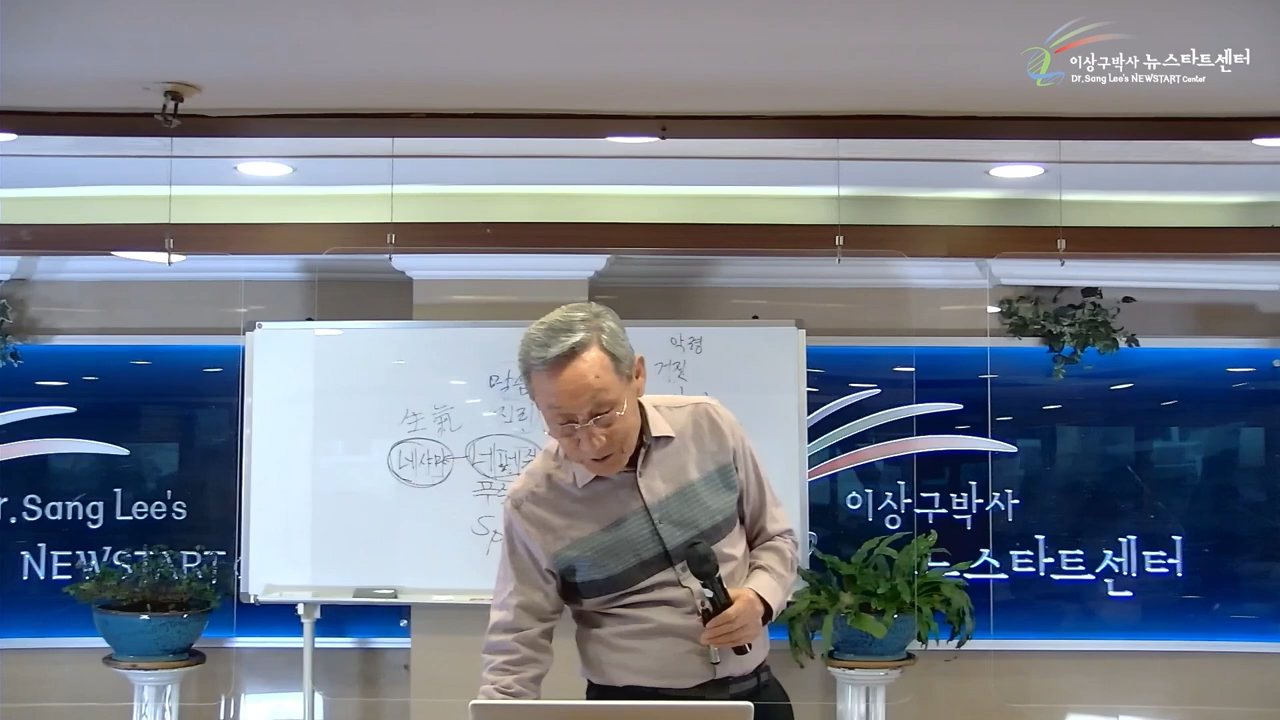 이상구박사 뉴스타트센터
Dr. Sang Lee's NEWSTART Center
악령
거짓
말씀
生氣 진리
네샤마 네페쉬
Sp
r. Sang Lee's
NEWSTART
이상구박사
뉴스타트센터